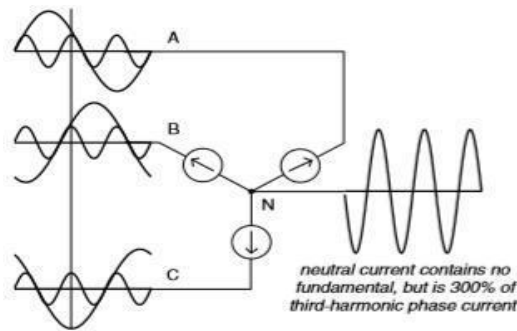 A
B
N
C
neutral current contains no
fundamental, but is 300% of
third-harmonic phase current